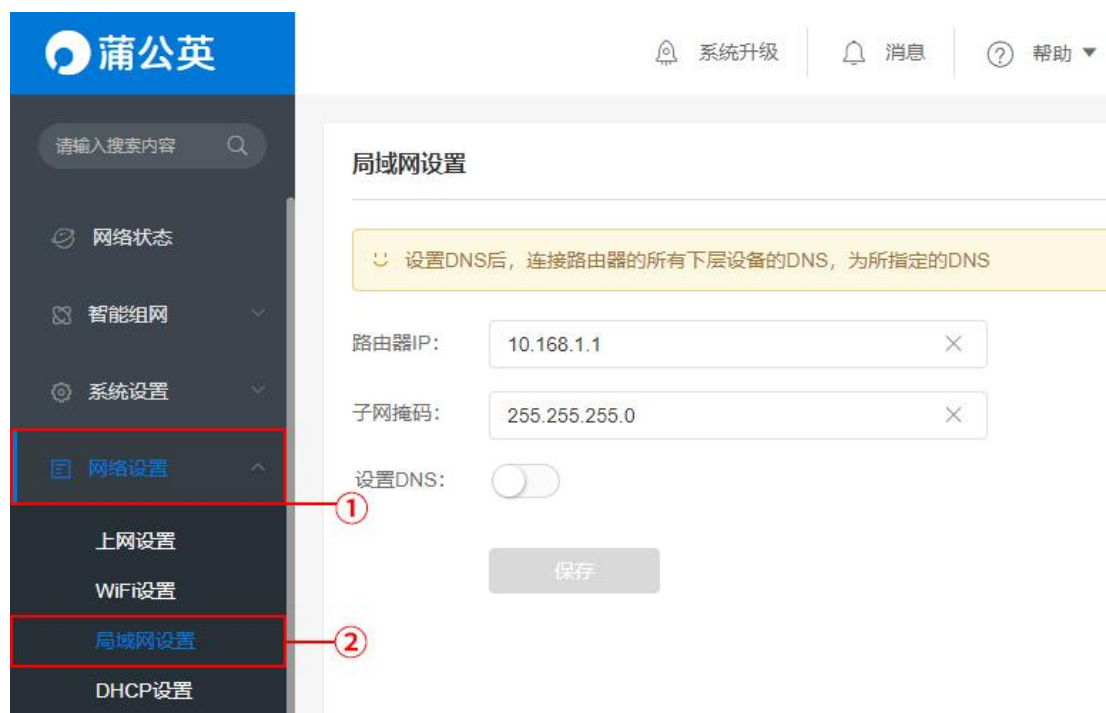 蒲公英
系统升级
消息
帮助
请输入搜索内容
网络状态
智能组网
系统设置
网络设置
①
上网设置
WiFi设置
局域网设置
②
DHCP设置
局域网设置
设置DNS后，连接路由器的所有下层设备的DNS，为所指定的DNS
路由器IP： 10.168.1.1
子网掩码： 255.255.255.0
设置DNS：
保存